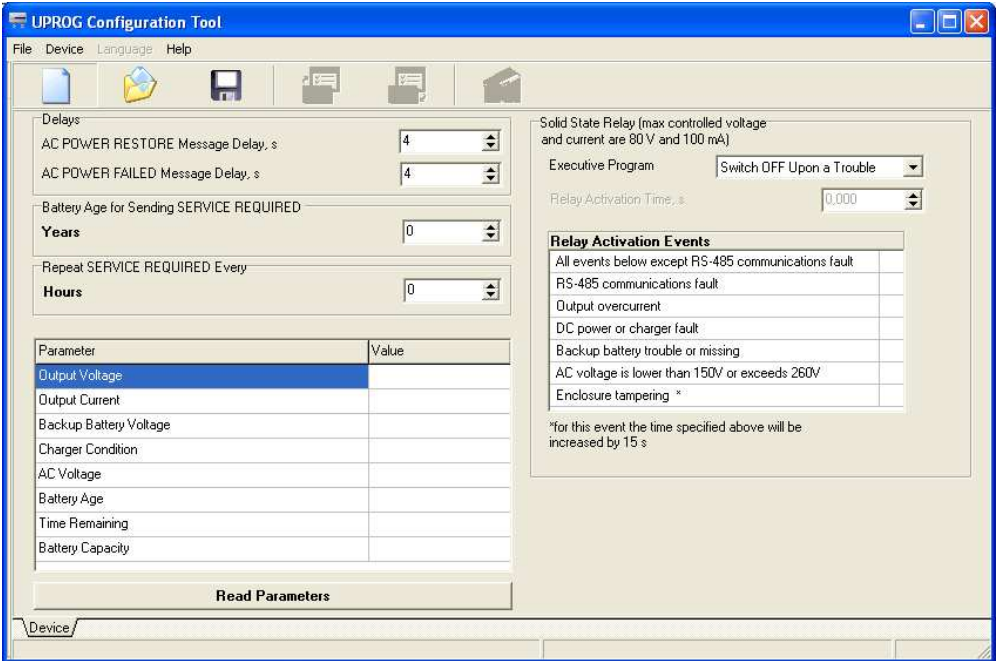 UPROG Configuration Tool
File Device Language Help
Delays
AC POWER RESTORE Message Delay, s 4
AC POWER FAILED Message Delay, s 4
Battery Age for Sending SERVICE REQUIRED
Years 0
Repeat SERVICE REQUIRED Every
Hours 0
Parameter Value
Output Voltage
Output Current
Backup Battery Voltage
Charger Condition
AC Voltage
Battery Age
Time Remaining
Battery Capacity
Read Parameters
Solid State Relay (max controlled voltage
and current are 80 V and 100 mA)
Executive Program Switch OFF Upon a Trouble
Relay Activation Time, s 0,000
Relay Activation Events
All events below except RS-485 communications fault
RS-485 communications fault
Output overcurrent
DC power or charger fault
Backup battery trouble or missing
AC voltage is lower than 150V or exceeds 260V
Enclosure tampering *
*for this event the time specified above will be
increased by 15 s
Device